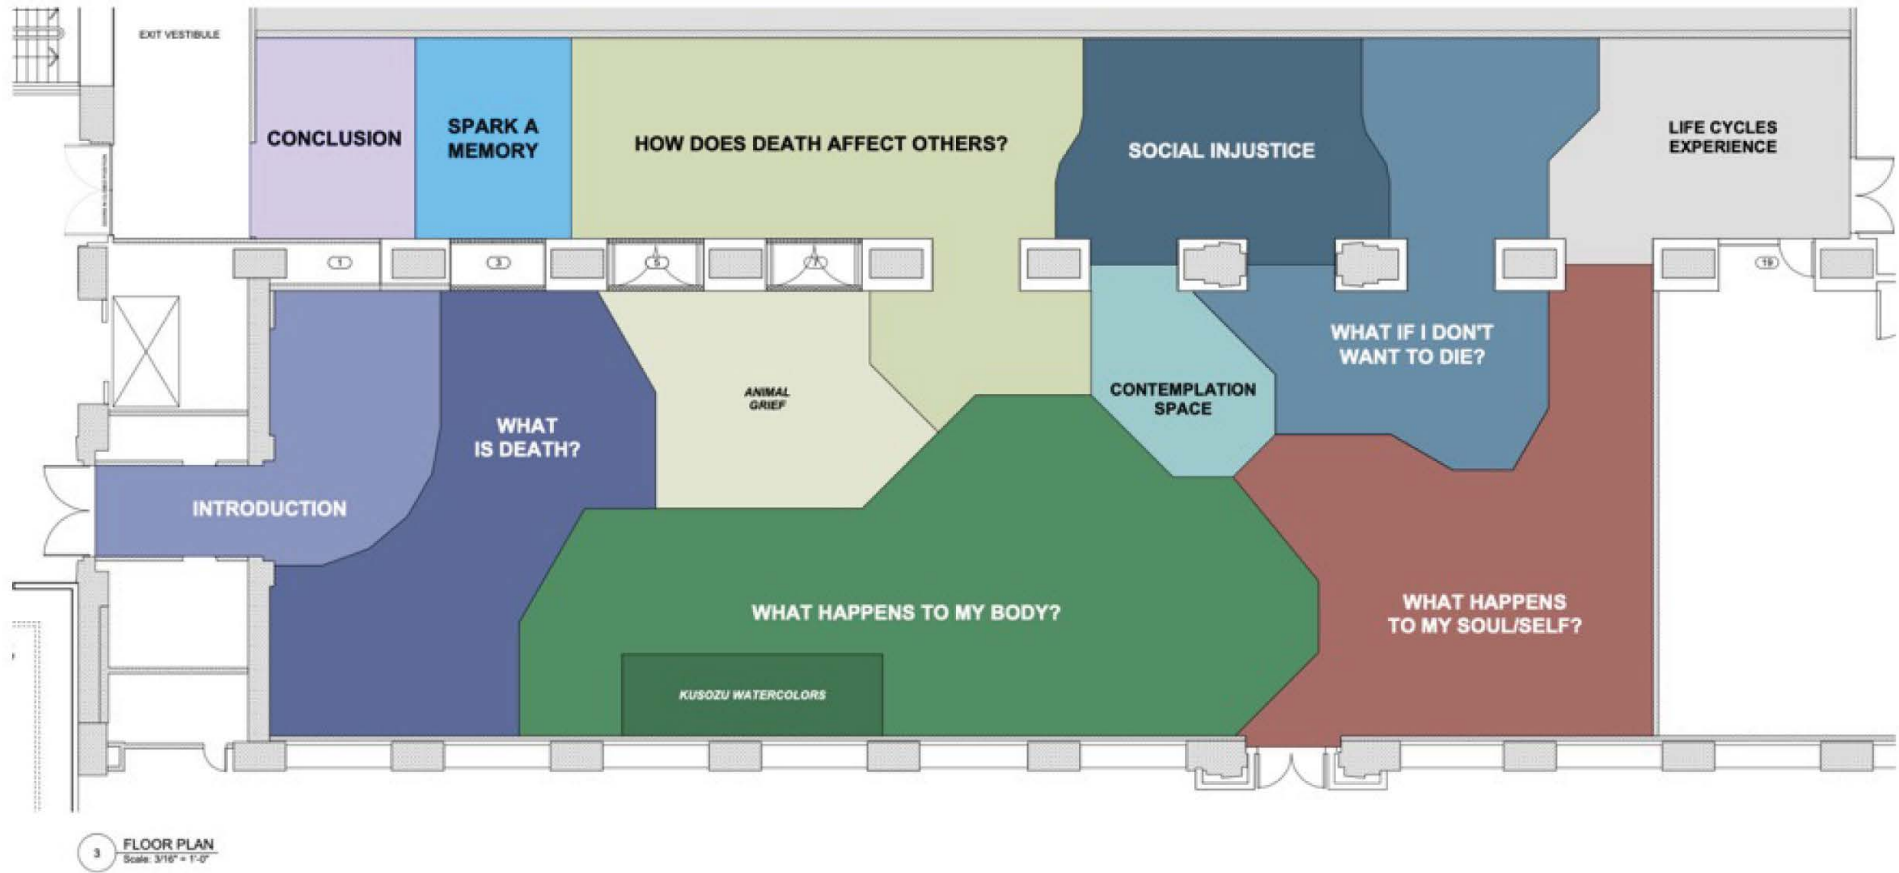 EXIT VESTIBULE
CONCLUSION
SPARK A
MEMORY
HOW DOES DEATH AFFECT OTHERS?
SOCIAL INJUSTICE
LIFE CYCLES
EXPERIENCE
1
3
5
7
19
WHAT IF I DON'T
WANT TO DIE?
CONTEMPLATION
SPACE
ANIMAL
GRIEF
WHAT
IS DEATH?
INTRODUCTION
WHAT HAPPENS TO MY BODY?
WHAT HAPPENS
TO MY SOUL/SELF?
KUSOZU WATERCOLORS
3
FLOOR PLAN
Scale: 3/16" = 1'-0"